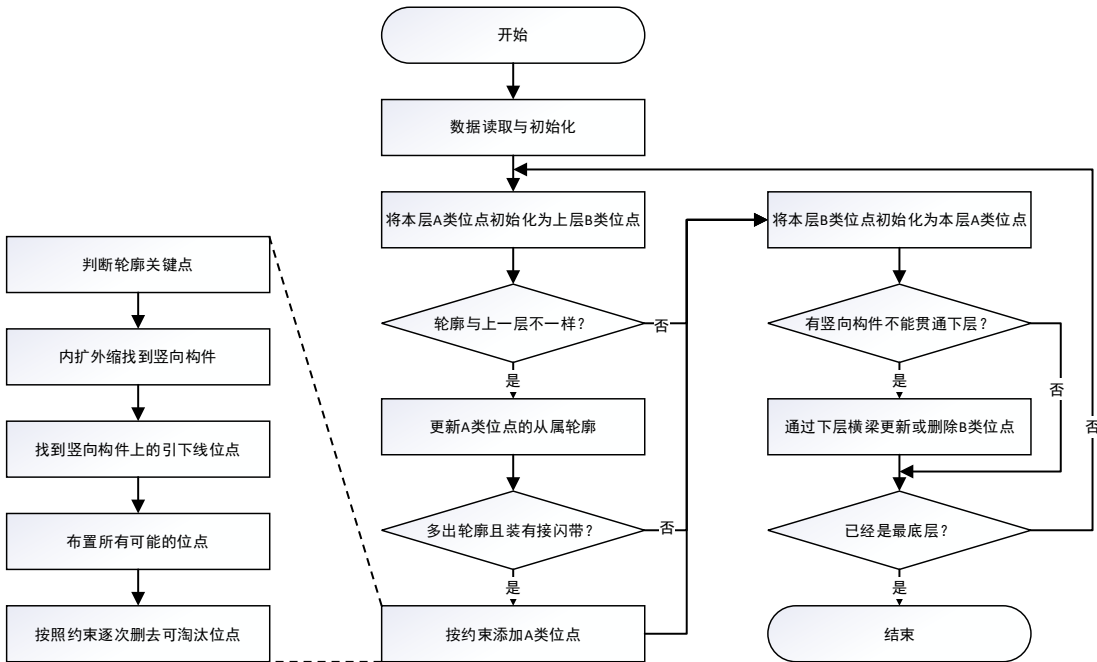 开始
数据读取与初始化
将本层A类位点初始化为上层B类位点
轮廓与上一层不一样？
否
是
更新A类位点的从属轮廓
多出轮廓且装有接闪带？
否
是
按约束添加A类位点
判断轮廓关键点
内扩外缩找到竖向构件
找到竖向构件上的引下线位点
布置所有可能的位点
按照约束逐次删去可淘汰位点
将本层B类位点初始化为本层A类位点
有竖向构件不能贯通下层？
否
是
通过下层横梁更新或删除B类位点
已经是最底层？
否
是
结束